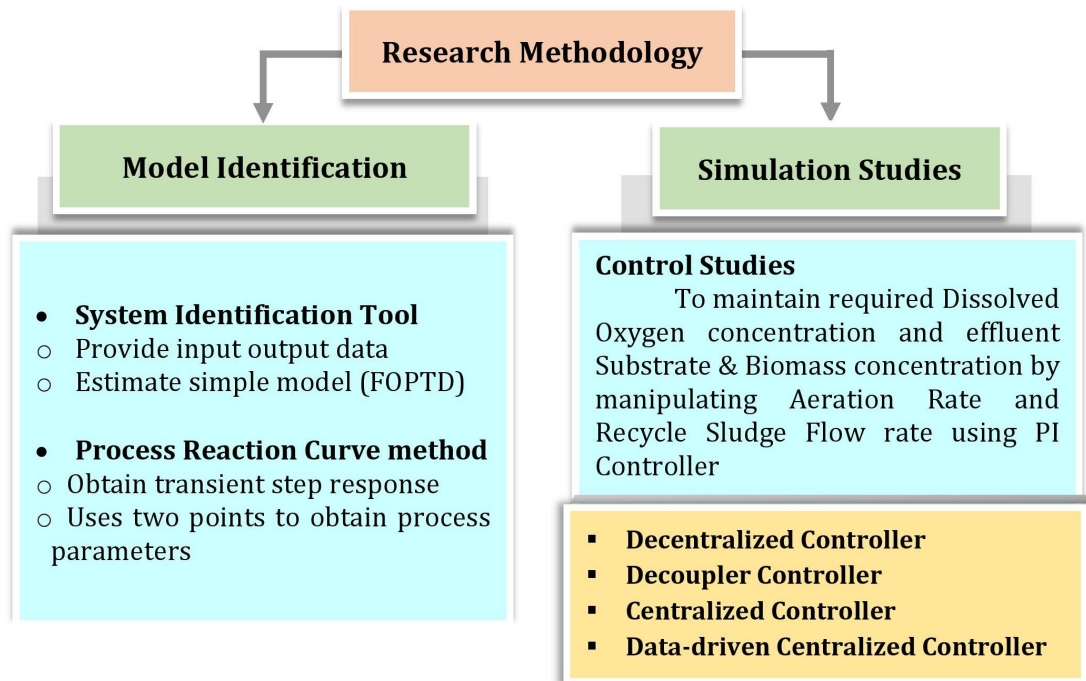 Research Methodology
Model Identification
• System Identification Tool
○ Provide input output data
○ Estimate simple model (FOPTD)
• Process Reaction Curve method
○ Obtain transient step response
○ Uses two points to obtain process
parameters
Simulation Studies
Control Studies
To maintain required Dissolved
Oxygen concentration and effluent
Substrate & Biomass concentration by
manipulating Aeration Rate and
Recycle Sludge Flow rate using PI
Controller
▪ Decentralized Controller
▪ Decoupler Controller
▪ Centralized Controller
▪ Data-driven Centralized Controller